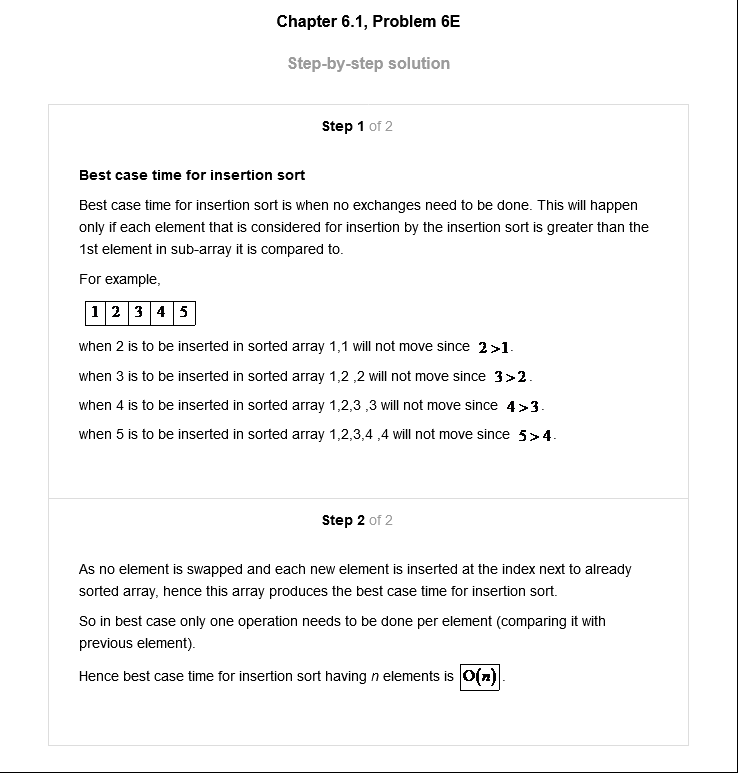 Chapter 6.1, Problem 6E
Step-by-step solution
Step 1 of 2
Best case time for insertion sort
Best case time for insertion sort is when no exchanges need to be done. This will happen
only if each element that is considered for insertion by the insertion sort is greater than the
1st element in sub-array it is compared to.
For example,
1 2 3 4 5
when 2 is to be inserted in sorted array 1,1 will not move since 2>1.
when 3 is to be inserted in sorted array 1,2 ,2 will not move since 3>2.
when 4 is to be inserted in sorted array 1,2,3 ,3 will not move since 4>3.
when 5 is to be inserted in sorted array 1,2,3,4 ,4 will not move since 5>4.
Step 2 of 2
As no element is swapped and each new element is inserted at the index next to already
sorted array, hence this array produces the best case time for insertion sort.
So in best case only one operation needs to be done per element (comparing it with
previous element).
Hence best case time for insertion sort having n elements is O(n).